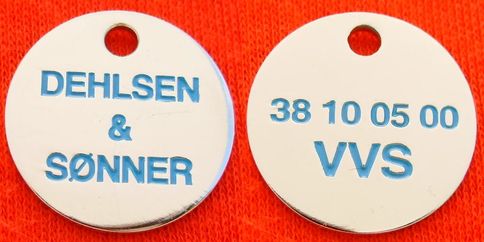 DEHLSEN
&
SØNNER
38 10 05 00
VVS